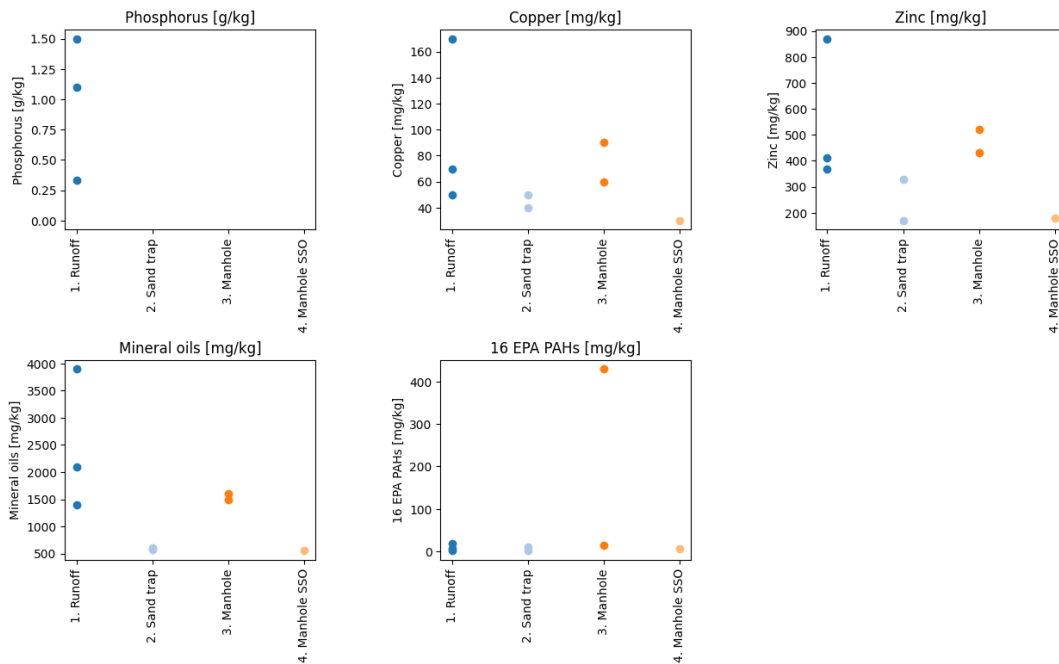 Phosphorus [g/kg]
Phosphorus [g/kg]
1.50
1.25
1.00
0.75
0.50
0.25
0.00
1. Runoff
2. Sand trap
3. Manhole
4. Manhole SSO
Copper [mg/kg]
Copper [mg/kg]
160
140
120
100
80
60
40
1. Runoff
2. Sand trap
3. Manhole
4. Manhole SSO
Zinc [mg/kg]
Zinc [mg/kg]
900
800
700
600
500
400
300
200
1. Runoff
2. Sand trap
3. Manhole
4. Manhole SSO
Mineral oils [mg/kg]
Mineral oils [mg/kg]
4000
3500
3000
2500
2000
1500
1000
500
1. Runoff
2. Sand trap
3. Manhole
4. Manhole SSO
16 EPA PAHs [mg/kg]
16 EPA PAHs [mg/kg]
400
300
200
100
0
1. Runoff
2. Sand trap
3. Manhole
4. Manhole SSO